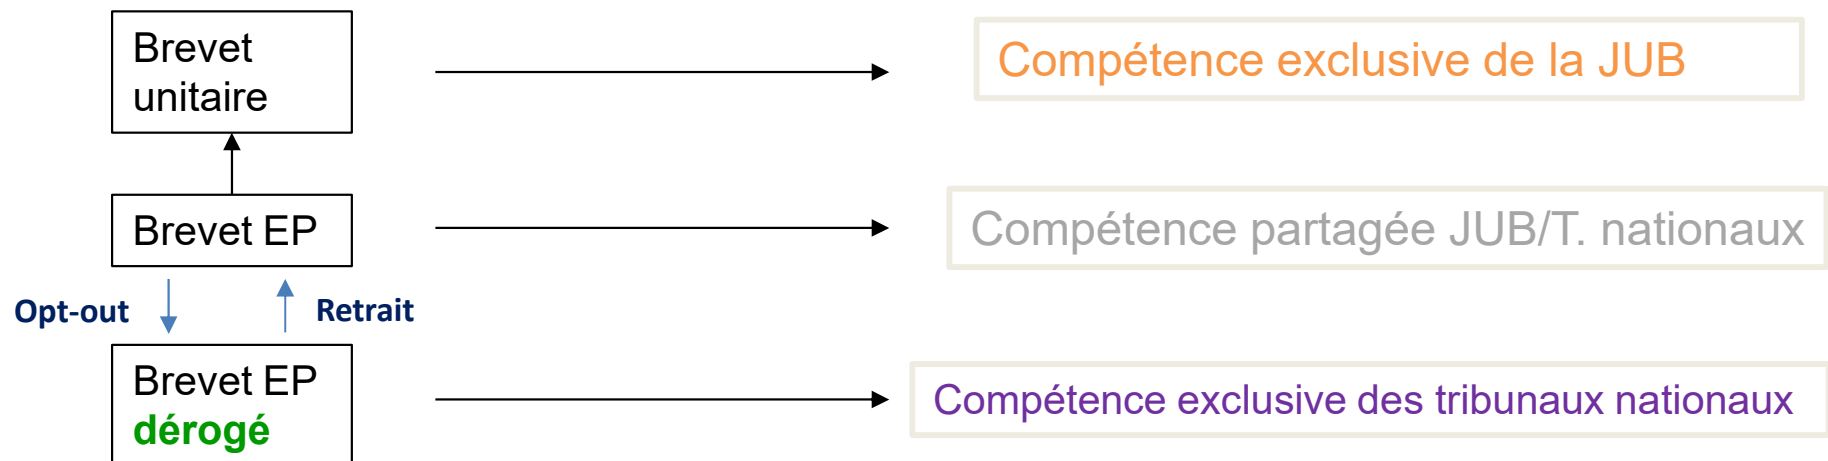 Brevet
unitaire
Compétence exclusive de la JUB
Brevet EP
Compétence partagée JUB/T. nationaux
Opt-out
Retrait
Brevet EP
dérogé
Compétence exclusive des tribunaux nationaux